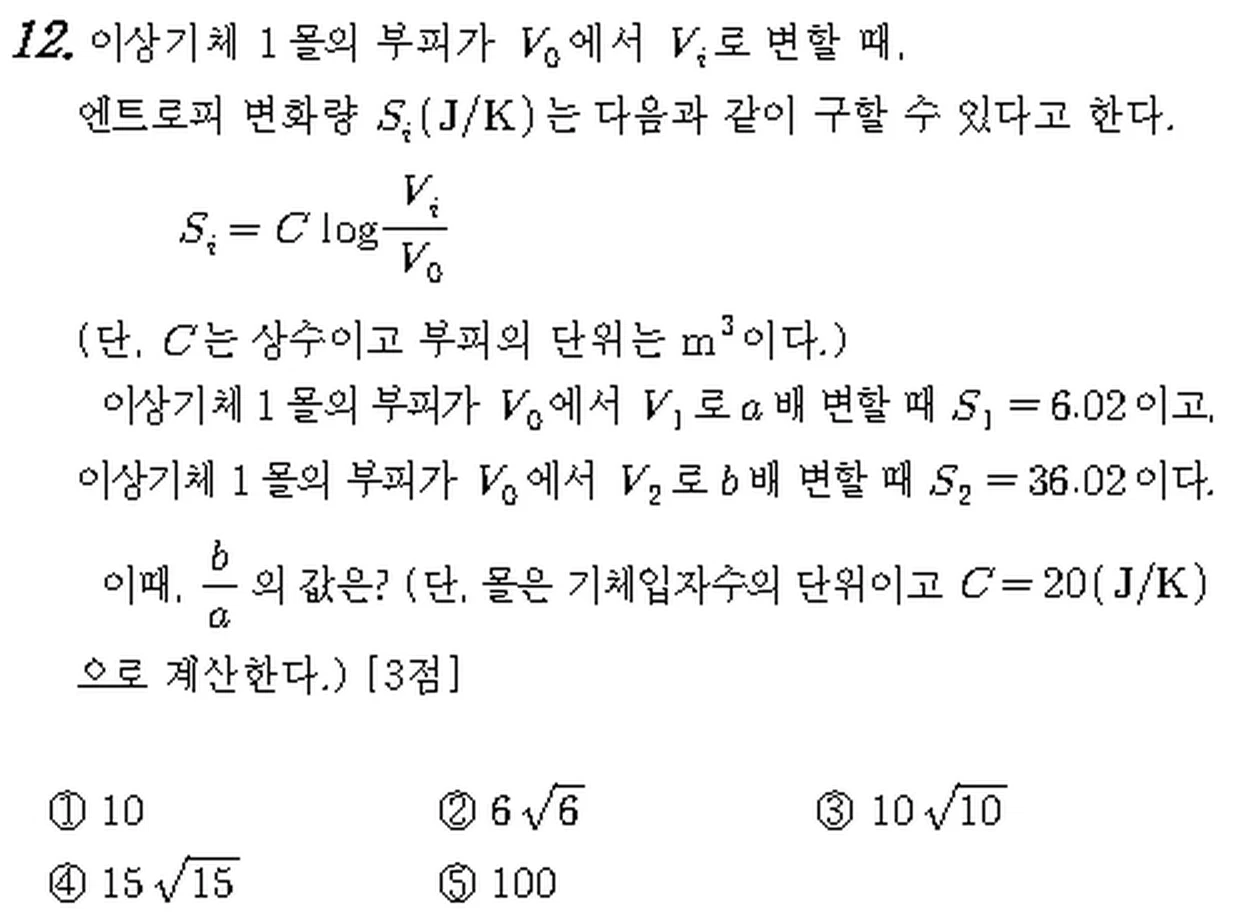 12. 이상기체 1몰의 부피가 V₀에서 Vᵢ로 변할 때,
엔트로피 변화량 Sᵢ(J/K)는 다음과 같이 구할 수 있다고 한다.
Sᵢ = C log Vᵢ/V₀
(단, C는 상수이고 부피의 단위는 m³이다.)
이상기체 1몰의 부피가 V₀에서 V₁로 a배 변할 때 S₁ = 6.02이고,
이상기체 1몰의 부피가 V₀에서 V₂로 b배 변할 때 S₂ = 36.02이다.
이때, b/a의 값은? (단, 몰은 기체입자수의 단위이고 C = 20(J/K)
으로 계산한다.) [3점]
① 10 ② 6√6 ③ 10√10
④ 15√15 ⑤ 100